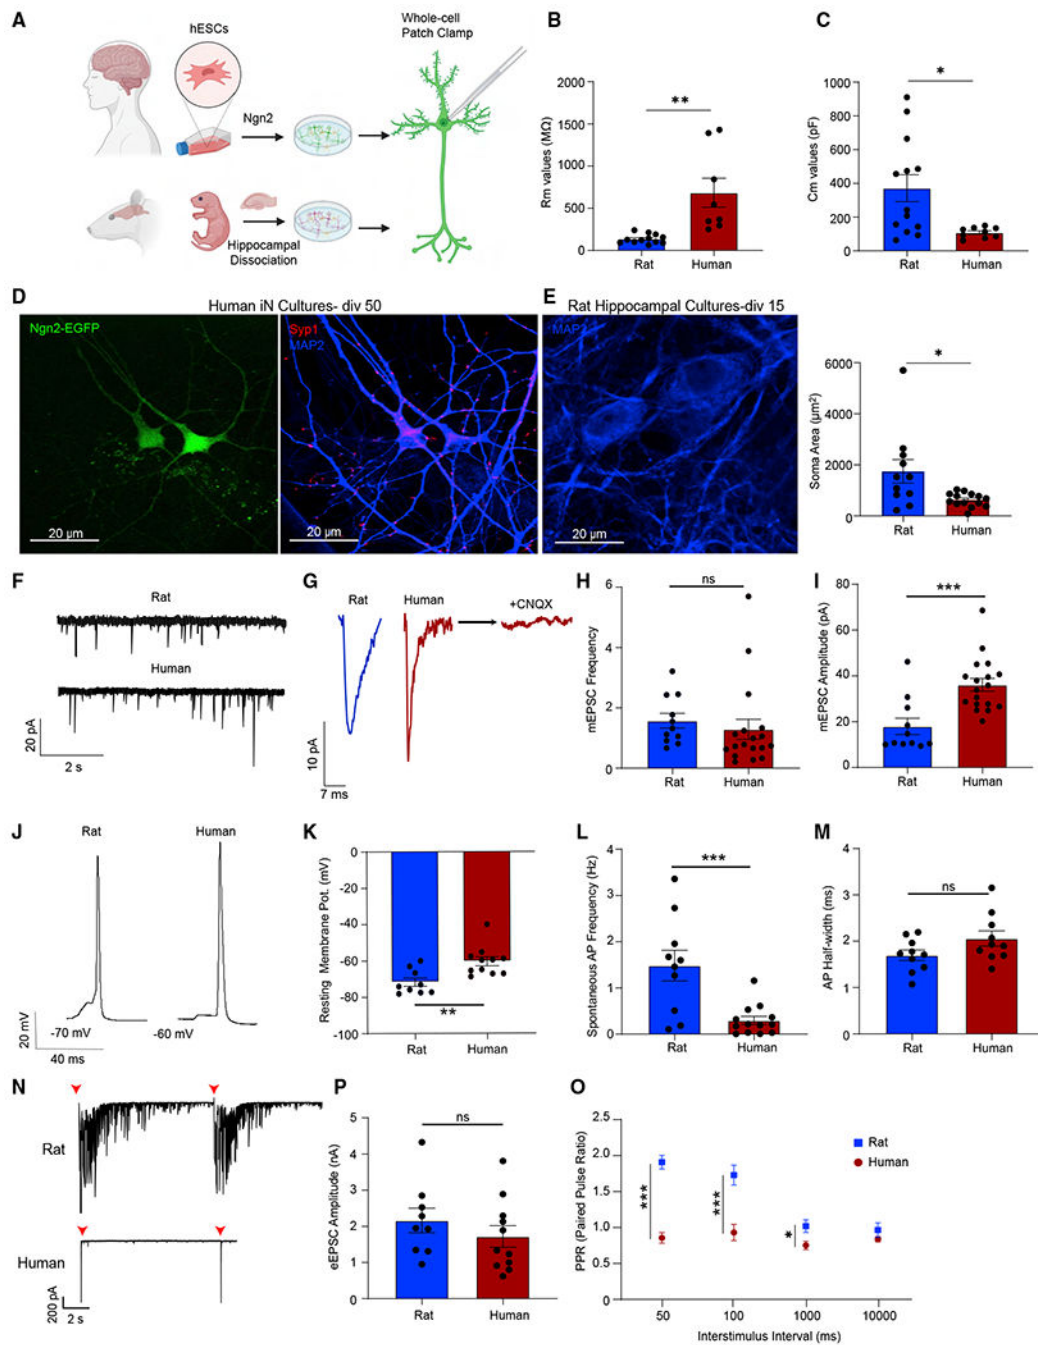 A
hESCs
Ngn2
Hippocampal
Dissociation
Whole-cell
Patch Clamp
B
Rm values (MΩ)
2000
1500
1000
500
0
**
Rat
Human
C
Cm values (pF)
1000
800
600
400
200
0
*
Rat
Human
D
Human iN Cultures- div 50
Ngn2-EGFP
20 µm
Syp1
MAP2
20 µm
E
Rat Hippocampal Cultures-div 15
MAP2
20 µm
Soma Area (µm²)
6000
4000
2000
0
*
Rat
Human
F
Rat
Human
20 pA
2 s
G
Rat
Human
+CNQX
10 pA
7 ms
H
mEPSC Frequency
6
4
2
0
ns
Rat
Human
I
mEPSC Amplitude (pA)
80
60
40
20
0
***
Rat
Human
J
Rat
Human
-70 mV
-60 mV
20 mV
40 ms
K
Resting Membrane Pot. (mV)
0
-20
-40
-60
-80
-100
**
Rat
Human
L
Spontaneous AP Frequency (Hz)
4
3
2
1
0
***
Rat
Human
M
AP Half-width (ms)
4
3
2
1
0
ns
Rat
Human
N
Rat
Human
200 pA
2 s
P
eEPSC Amplitude (nA)
5
4
3
2
1
0
ns
Rat
Human
O
PPR (Paired Pulse Ratio)
2.5
2.0
1.5
1.0
0.5
0
Rat
Human
***
***
*
50
100
1000
10000
Interstimulus Interval (ms)